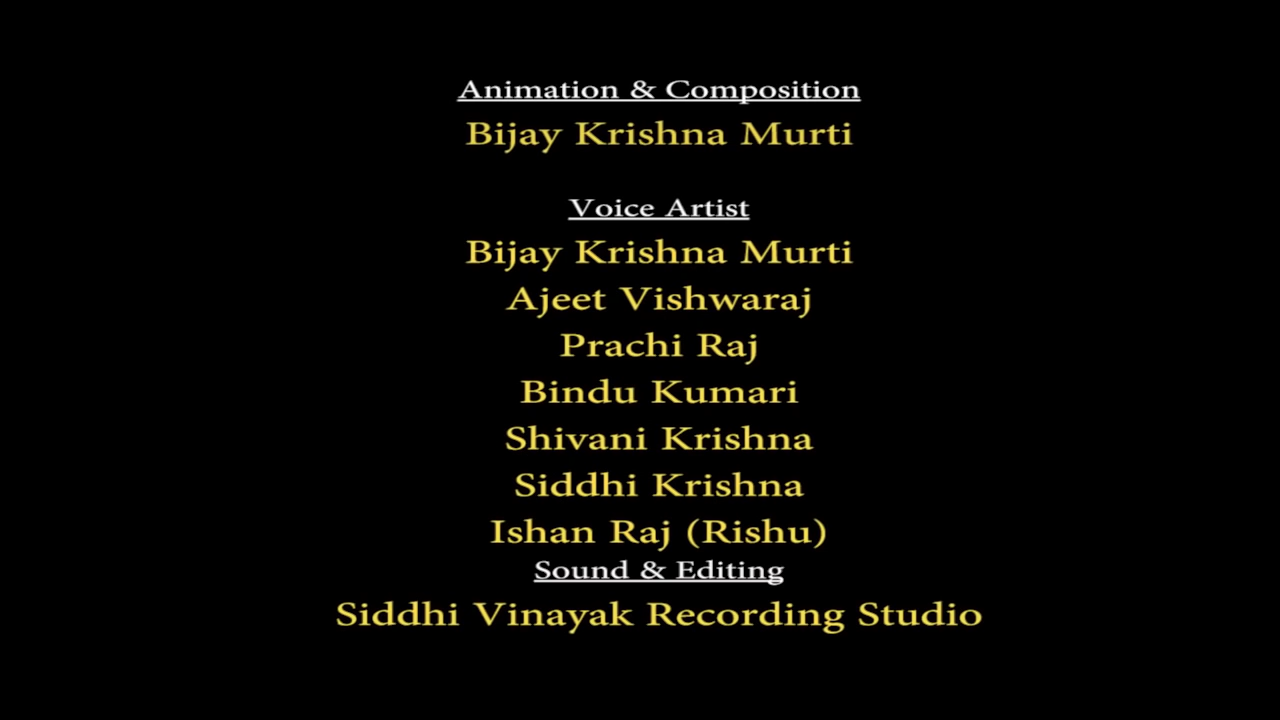 Animation & Composition
Bijay Krishna Murti
Voice Artist
Bijay Krishna Murti
Ajeet Vishwaraj
Prachi Raj
Bindu Kumari
Shivani Krishna
Siddhi Krishna
Ishan Raj (Rishu)
Sound & Editing
Siddhi Vinayak Recording Studio